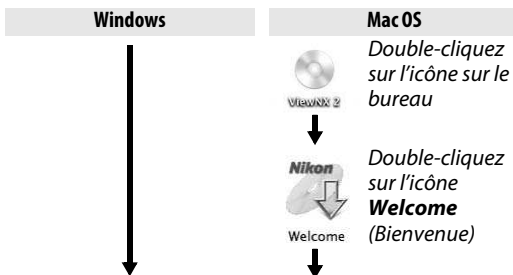 Windows
Mac OS
Double-cliquez
sur l'icône sur le
bureau
ViewNX 2
Double-cliquez
sur l'icône
Welcome
(Bienvenue)
Nikon
Welcome